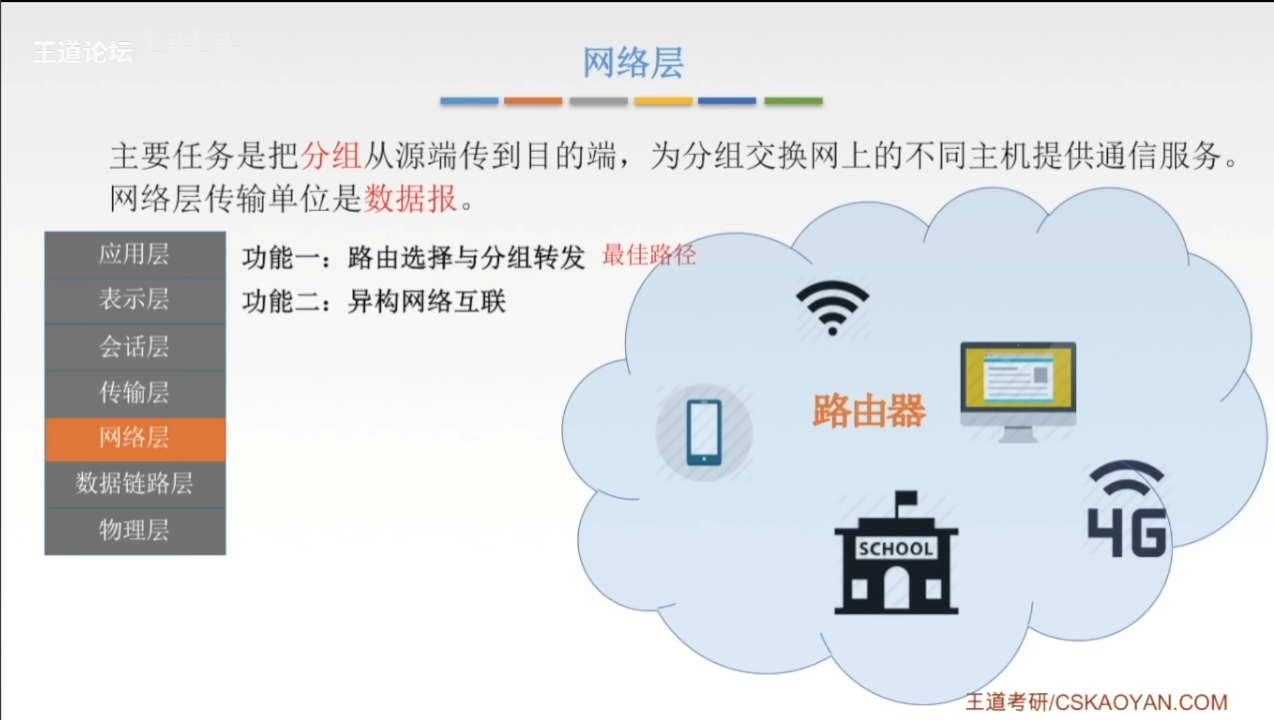 王道论坛
网络层
主要任务是把分组从源端传到目的端，为分组交换网上的不同主机提供通信服务。
网络层传输单位是数据报。
应用层
表示层
会话层
传输层
网络层
数据链路层
物理层
功能一：路由选择与分组转发 最佳路径
功能二：异构网络互联
路由器
SCHOOL
4G
王道考研/CSKAOYAN.COM